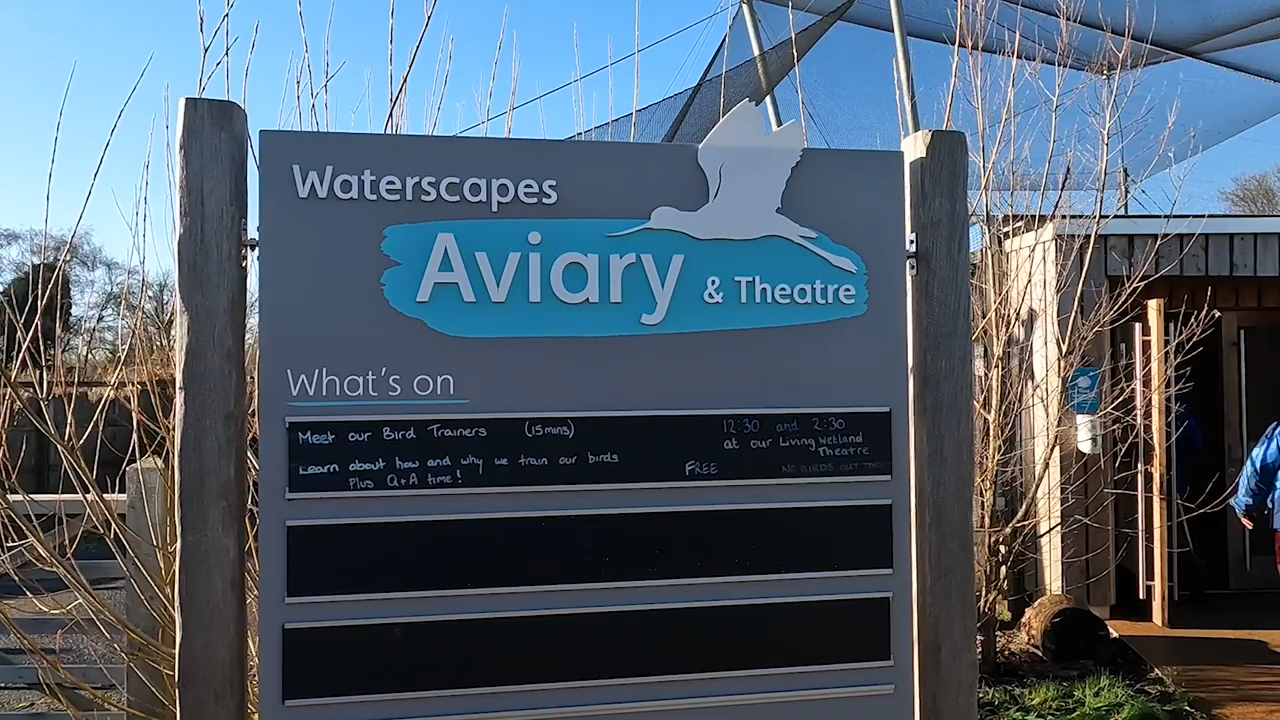 Waterscapes
Aviary & Theatre
What's on
Meet our Bird Trainers (15mins) 12:30 and 2:30
at our Living Wetland Theatre
Learn about how and why we train our birds FREE NO BIRDS OUT
Plus Q+A time!